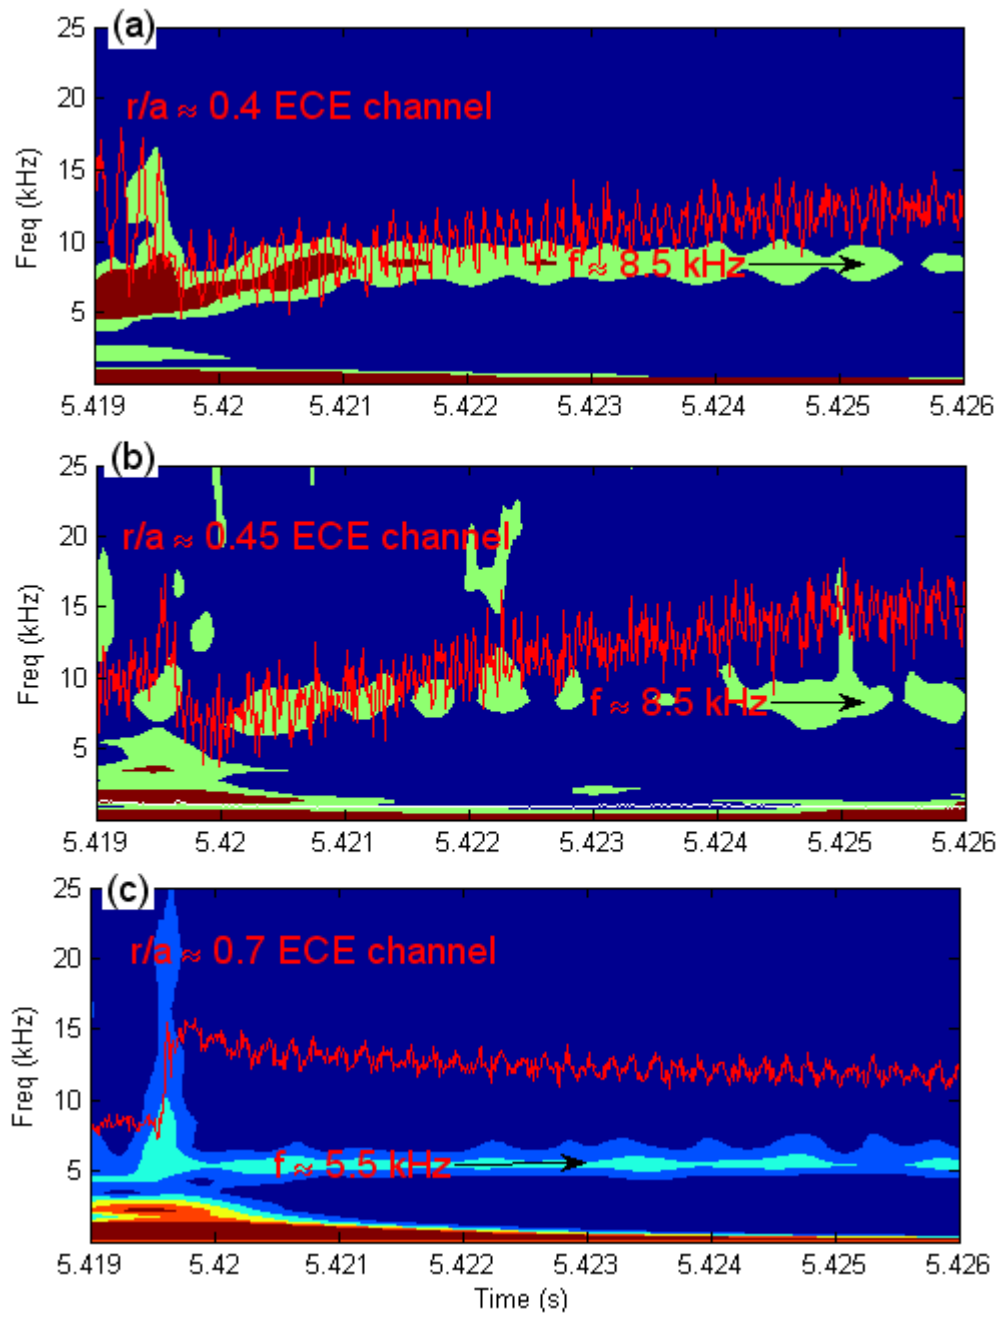 (a)
25
20
15
10
5
Freq (kHz)
r/a ≈ 0.4 ECE channel
f ≈ 8.5 kHz
5.419 5.42 5.421 5.422 5.423 5.424 5.425 5.426
(b)
25
20
15
10
5
Freq (kHz)
r/a ≈ 0.45 ECE channel
f ≈ 8.5 kHz
5.419 5.42 5.421 5.422 5.423 5.424 5.425 5.426
(c)
25
20
15
10
5
Freq (kHz)
r/a ≈ 0.7 ECE channel
f ≈ 5.5 kHz
5.419 5.42 5.421 5.422 5.423 5.424 5.425 5.426
Time (s)